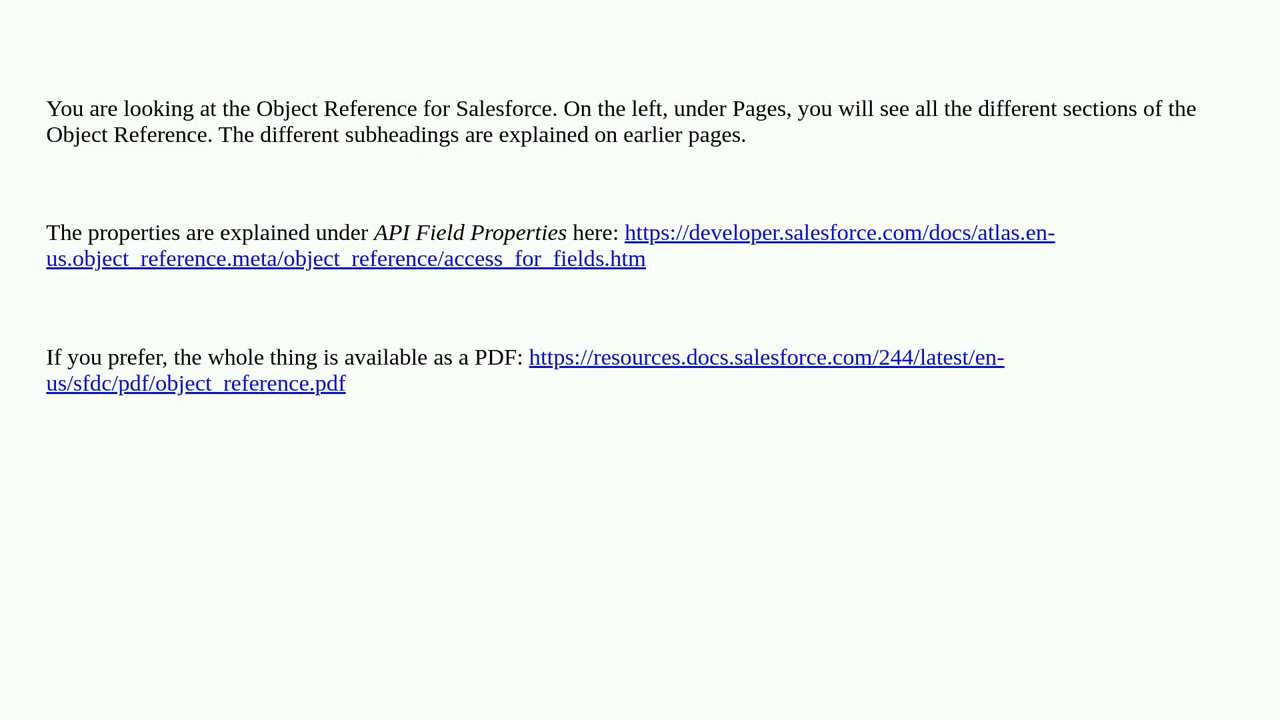 You are looking at the Object Reference for Salesforce. On the left, under Pages, you will see all the different sections of the
Object Reference. The different subheadings are explained on earlier pages.
The properties are explained under API Field Properties here: https://developer.salesforce.com/docs/atlas.en-
us.object_reference.meta/object_reference/access_for_fields.htm
If you prefer, the whole thing is available as a PDF: https://resources.docs.salesforce.com/244/latest/en-
us/sfdc/pdf/object_reference.pdf